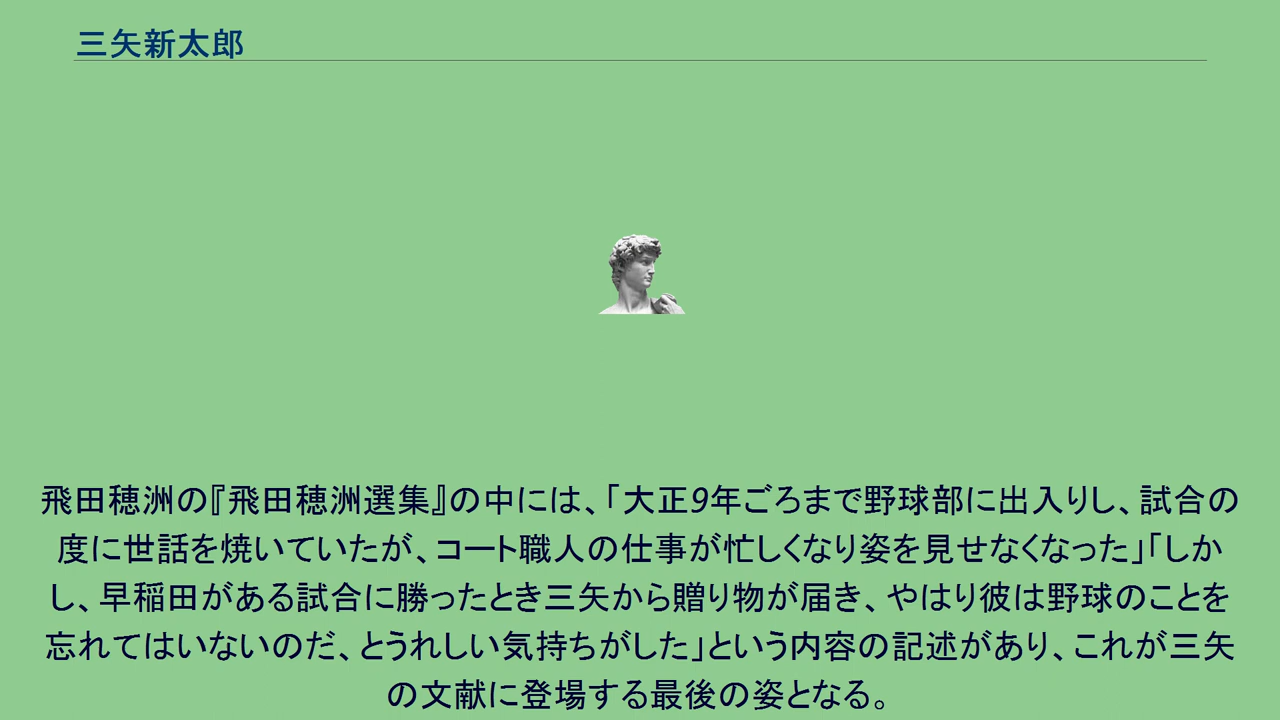 三矢新太郎
飛田穂洲の『飛田穂洲選集』の中には、「大正9年ごろまで野球部に出入りし、試合の
度に世話を焼いていたが、コート職人の仕事が忙しくなり姿を見せなくなった」「しか
し、早稲田がある試合に勝ったとき三矢から贈り物が届き、やはり彼は野球のことを
忘れてはいないのだ、とうれしい気持ちがした」という内容の記述があり、これが三矢
の文献に登場する最後の姿となる。